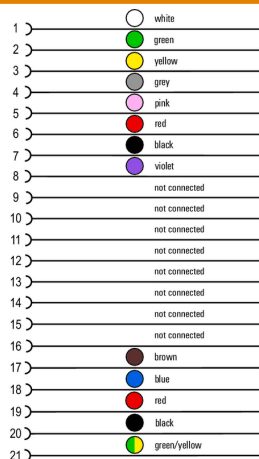 white
1
green
2
yellow
3
grey
4
pink
5
red
6
black
7
violet
8
not connected
9
not connected
10
not connected
11
not connected
12
not connected
13
not connected
14
not connected
15
not connected
16
brown
17
blue
18
red
19
black
20
green/yellow
21